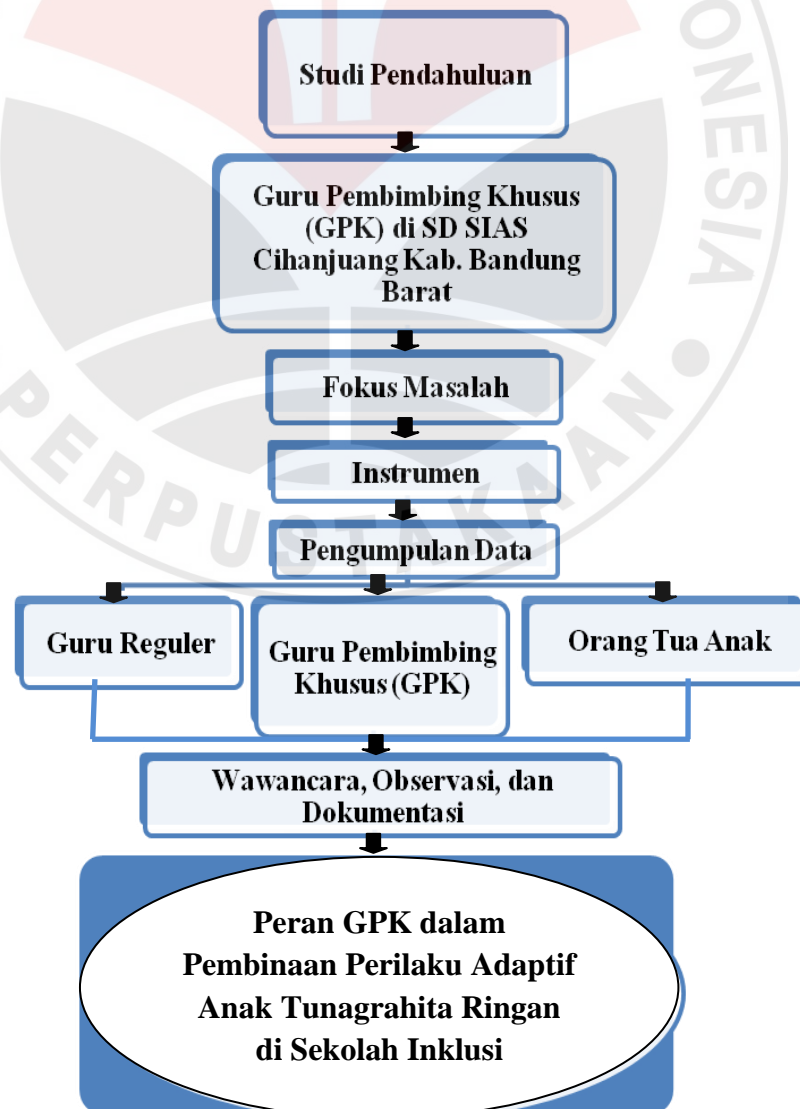 Studi Pendahuluan
Guru Pembimbing Khusus
(GPK) di SD SIAS
Cihanjuang Kab. Bandung
Barat
Fokus Masalah
Instrumen
Pengumpulan Data
Guru Reguler
Guru Pembimbing
Khusus (GPK)
Orang Tua Anak
Wawancara, Observasi, dan
Dokumentasi
Peran GPK dalam
Pembinaan Perilaku Adaptif
Anak Tunagrahita Ringan
di Sekolah Inklusi
ONESIA
PERPUSTAKAAN